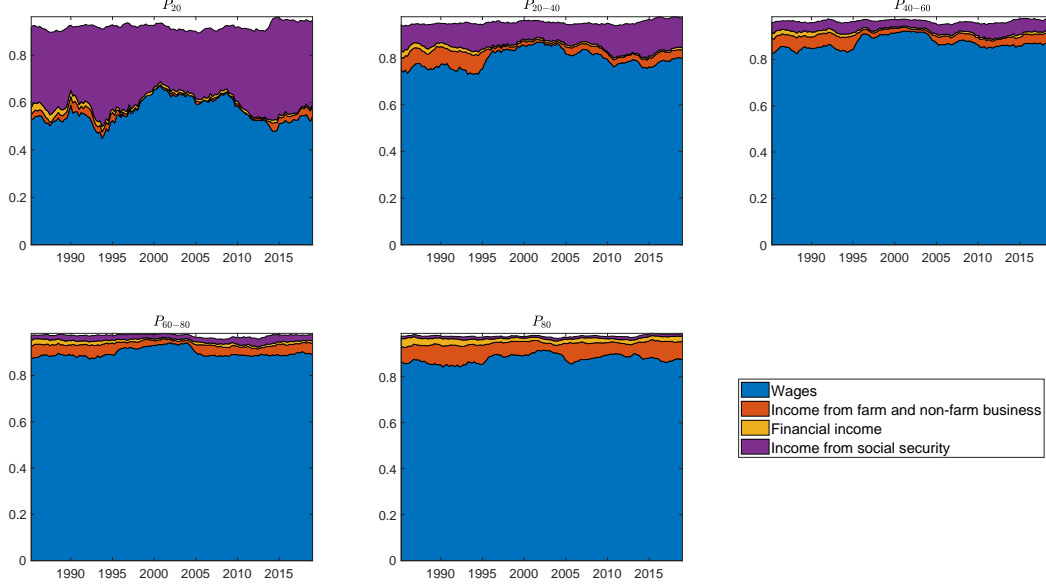 P20
0.8
0.6
0.4
0.2
0
1990 1995 2000 2005 2010 2015
P20−40
0.8
0.6
0.4
0.2
0
1990 1995 2000 2005 2010 2015
P40−60
0.8
0.6
0.4
0.2
0
1990 1995 2000 2005 2010 2015
P60−80
0.8
0.6
0.4
0.2
0
1990 1995 2000 2005 2010 2015
P80
0.8
0.6
0.4
0.2
0
1990 1995 2000 2005 2010 2015
Wages
Income from farm and non-farm business
Financial income
Income from social security